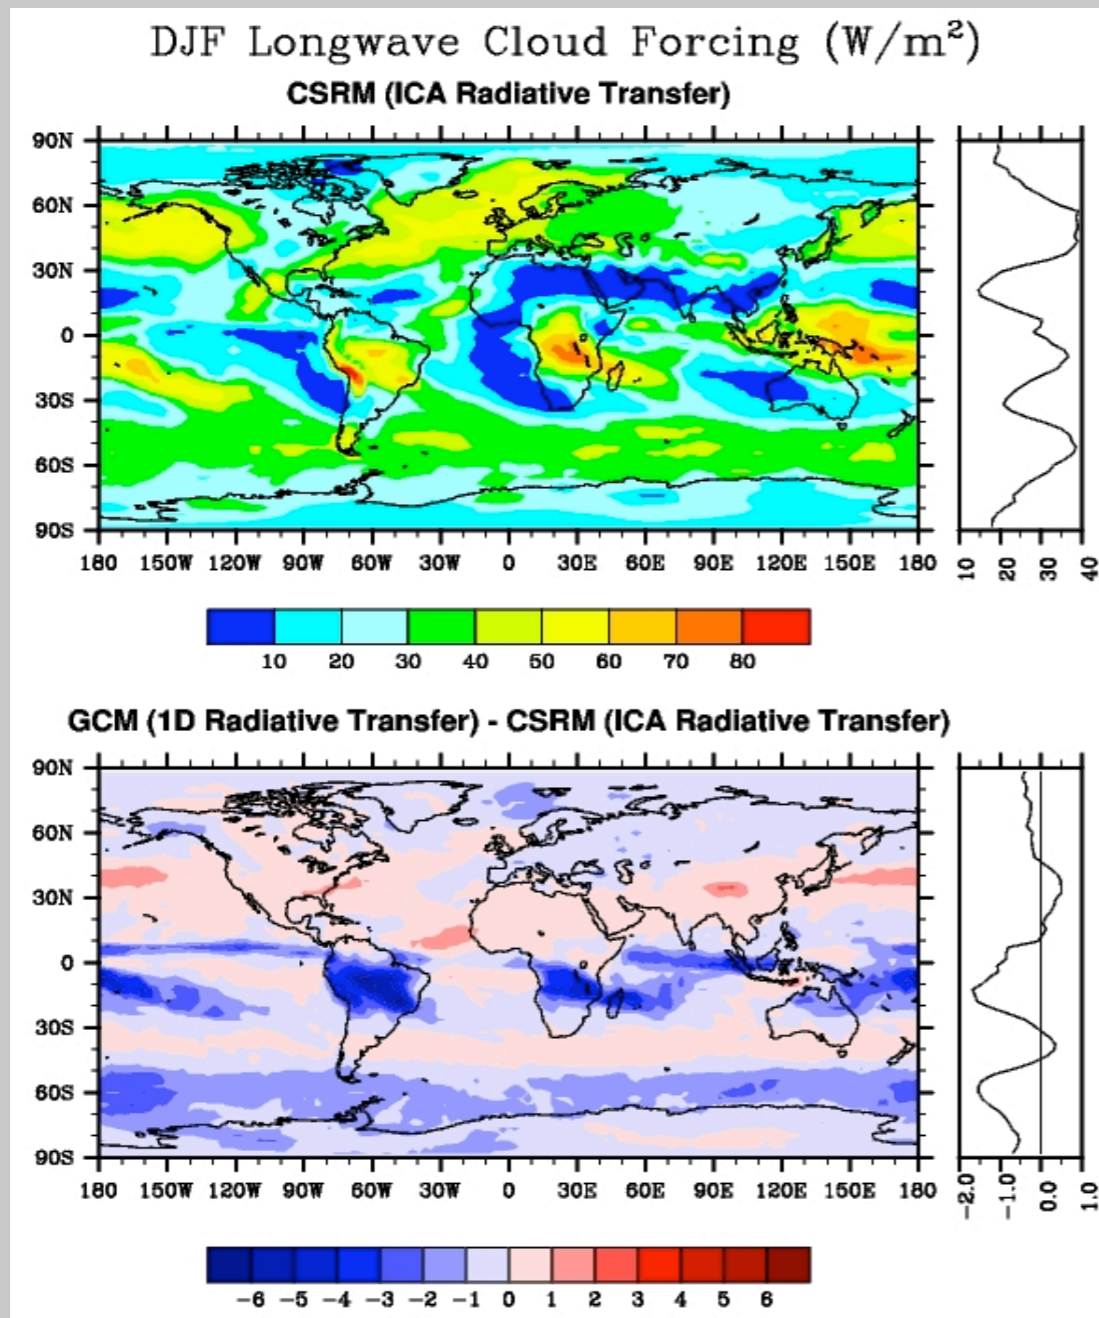 DJF Longwave Cloud Forcing (W/m²)
CSRM (ICA Radiative Transfer)
90N
60N
30N
0
30S
60S
90S
180 150W 120W 90W 60W 30W 0 30E 60E 90E 120E 150E 180
10 20 30 40
10 20 30 40 50 60 70 80
GCM (1D Radiative Transfer) - CSRM (ICA Radiative Transfer)
90N
60N
30N
0
30S
60S
90S
180 150W 120W 90W 60W 30W 0 30E 60E 90E 120E 150E 180
-2.0 -1.0 0.0 1.0
-6 -5 -4 -3 -2 -1 0 1 2 3 4 5 6